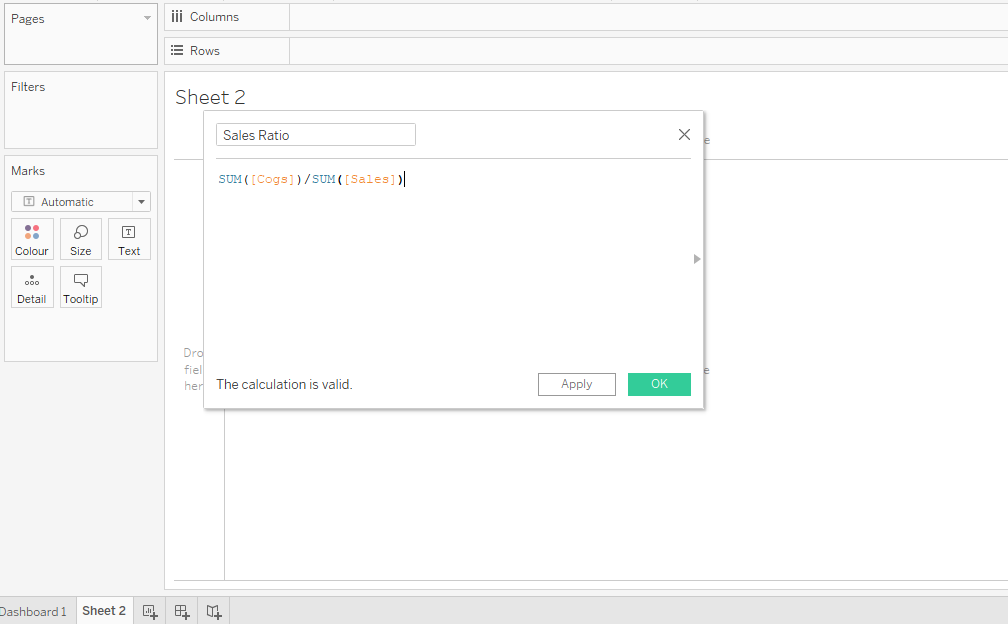 Pages
Columns
Rows
Filters
Sheet 2
Sales Ratio
e
Marks
SUM([Cogs])/SUM([Sales])
Automatic
Colour
Size
Text
Detail
Tooltip
Dro
fiel
e
her
The calculation is valid.
Apply
OK
Dashboard 1
Sheet 2